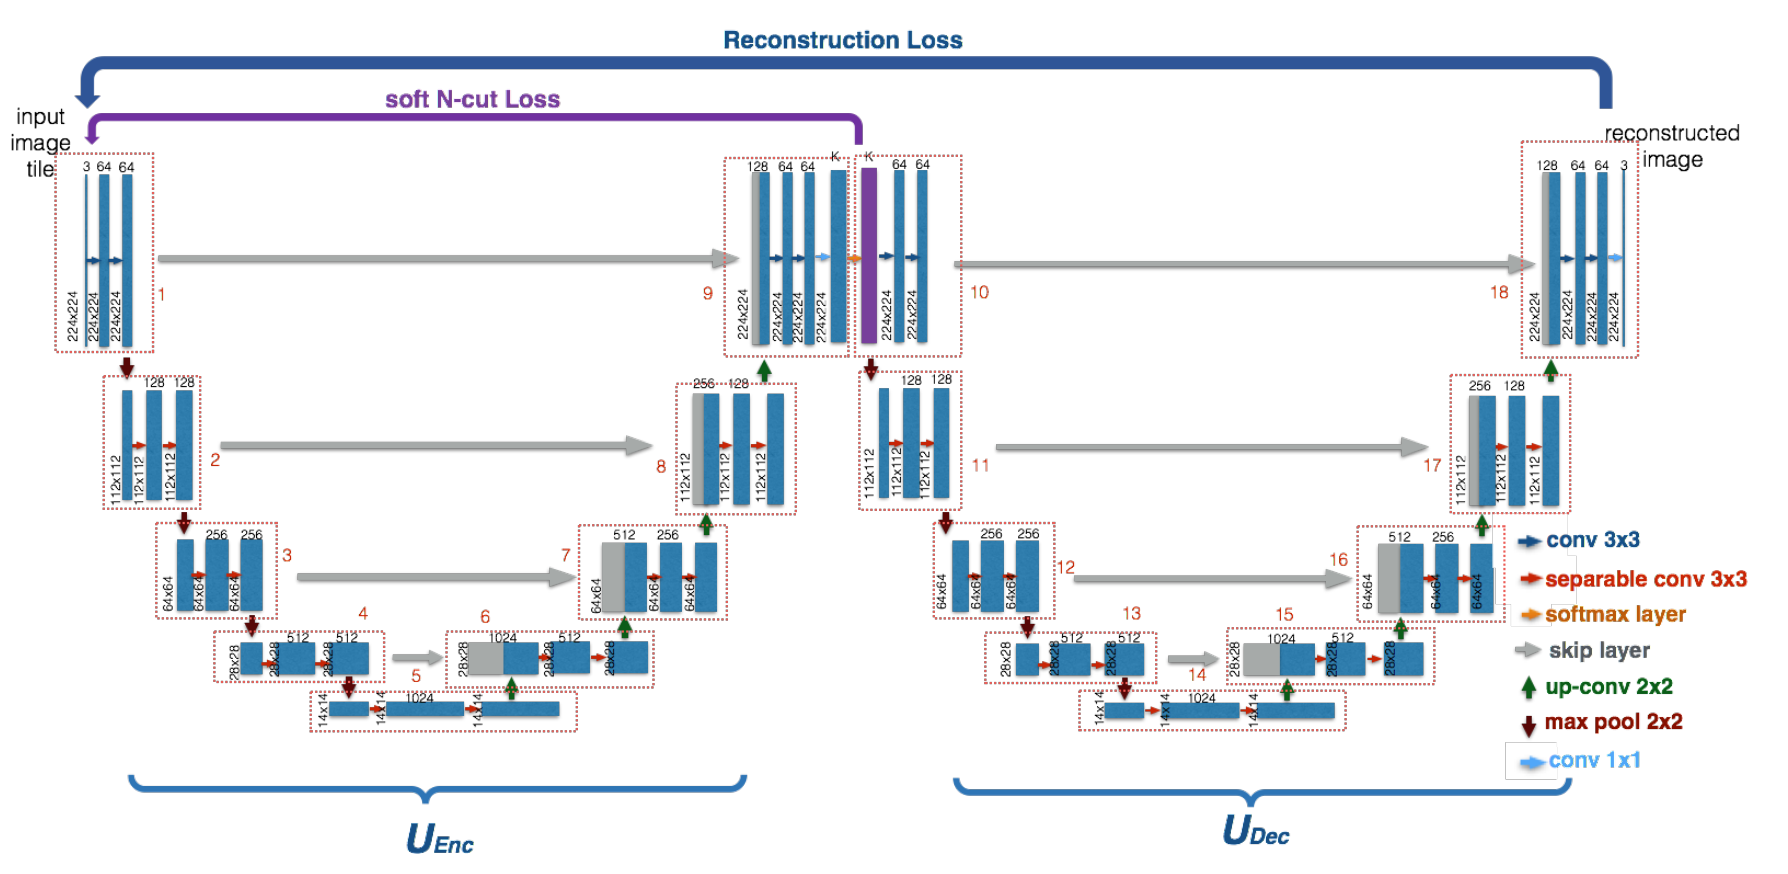 Reconstruction Loss
soft N-cut Loss
input
image
tile
reconstructed
image
3 64 64
224x224
224x224
224x224
1
128 64 64 K
224x224
224x224
224x224
224x224
9
K 64 64
224x224
224x224
10
128 64 64 3
224x224
224x224
224x224
224x224
18
128 128
112x112
112x112
112x112
2
256 128
112x112
112x112
112x112
8
128 128
112x112
112x112
112x112
11
256 128
112x112
112x112
112x112
17
256 256
64x64
64x64
64x64
3
512 256
64x64
64x64
64x64
7
256 256
64x64
64x64
64x64
12
512 256
64x64
64x64
64x64
16
4
512 512
28x28
28x28
28x28
6
1024 512
28x28
28x28
28x28
13
512 512
28x28
28x28
28x28
15
1024 512
28x28
28x28
28x28
5
1024
14x14
14x14
14x14
14
1024
14x14
14x14
14x14
conv 3x3
separable conv 3x3
softmax layer
skip layer
up-conv 2x2
max pool 2x2
conv 1x1
UEnc
UDec